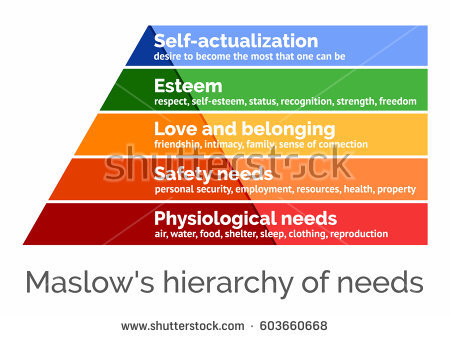 Self-actualization
desire to become the most that one can be
Esteem
respect, self-esteem, status, recognition, strength, freedom
Love and belonging
friendship, intimacy, family, sense of connection
shutterstock
Safety needs
personal security, employment, resources, health, property
Physiological needs
air, water, food, shelter, sleep, clothing, reproduction
Maslow's hierarchy of needs
www.shutterstock.com · 603660668